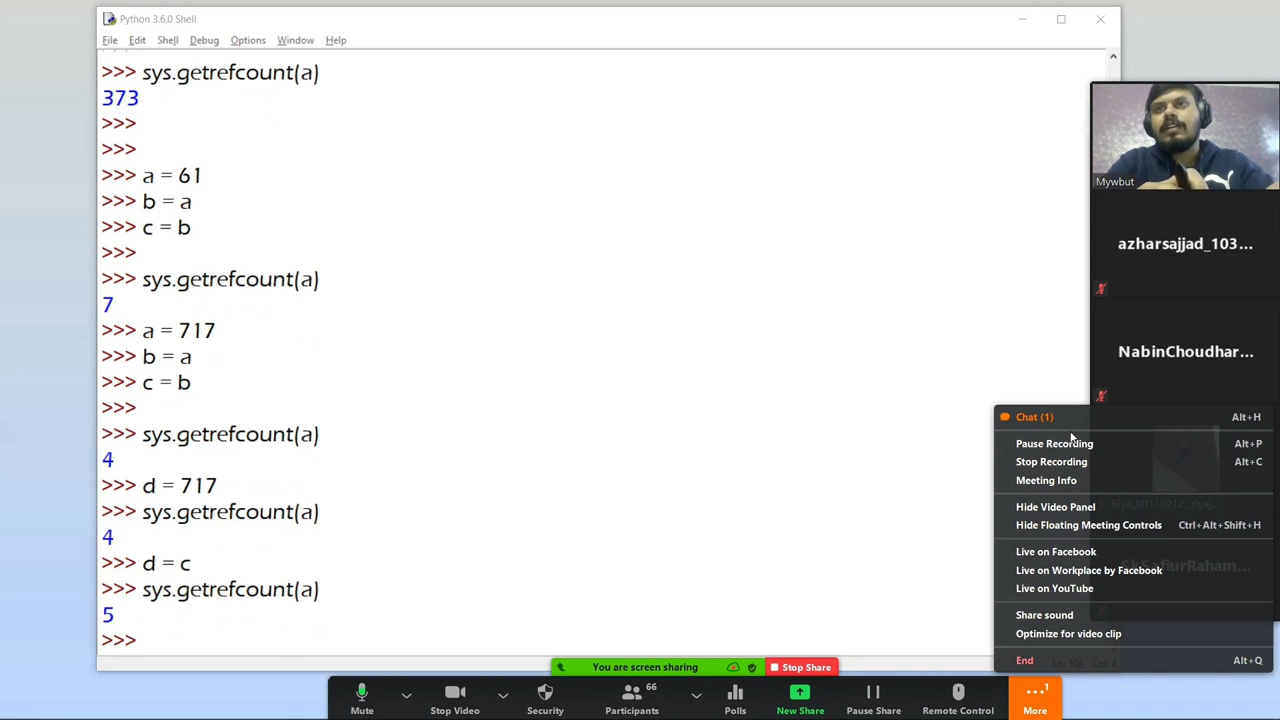 Python 3.6.0 Shell
File Edit Shell Debug Options Window Help
>>> sys.getrefcount(a)
373
>>>
>>>
>>> a = 61
>>> b = a
>>> c = b
>>>
>>> sys.getrefcount(a)
7
>>> a = 717
>>> b = a
>>> c = b
>>>
>>> sys.getrefcount(a)
4
>>> d = 717
>>> sys.getrefcount(a)
4
>>> d = c
>>> sys.getrefcount(a)
5
>>>
Mywbut
azharsajjad_103...
NabinChoudhar...
Chat (1) Alt+H
Pause Recording Alt+P
Stop Recording Alt+C
Meeting Info
Hide Video Panel
Hide Floating Meeting Controls Ctrl+Alt+Shift+H
Live on Facebook
Live on Workplace by Facebook
Live on YouTube
Share sound
Optimize for video clip
End Alt+Q
You are screen sharing Stop Share
Mute Stop Video Security Participants 66 Polls New Share Pause Share Remote Control More 1